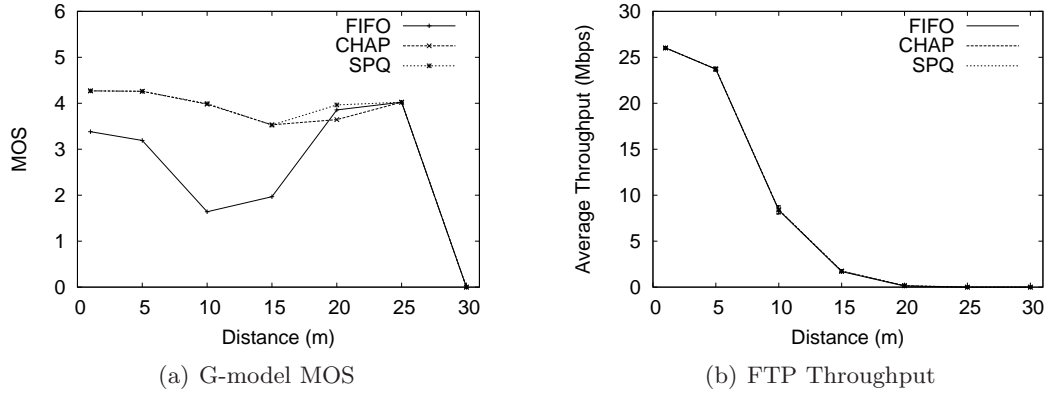 6
5
4
3
2
1
0
MOS
FIFO
CHAP
SPQ
0 5 10 15 20 25 30
Distance (m)
(a) G-model MOS
30
25
20
15
10
5
0
Average Throughput (Mbps)
FIFO
CHAP
SPQ
0 5 10 15 20 25 30
Distance (m)
(b) FTP Throughput